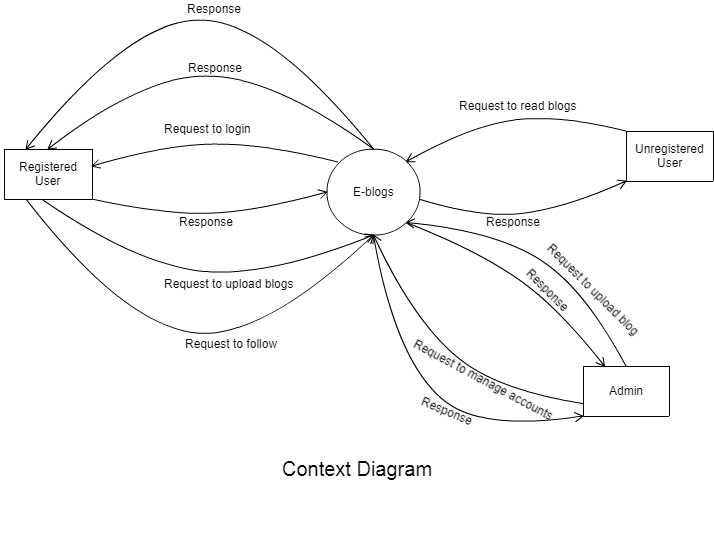 Response
Response
Request to read blogs
Request to login
Registered
User
Unregistered
User
E-blogs
Response
Response
Request to upload blog
Response
Request to upload blogs
Request to follow
Request to manage accounts
Admin
Response
Context Diagram